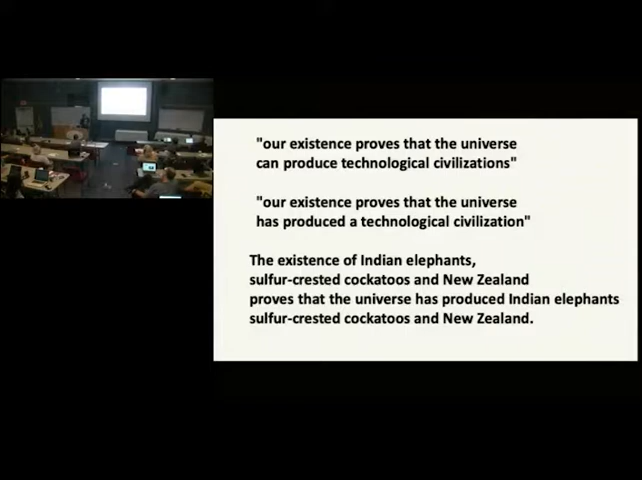 "our existence proves that the universe
can produce technological civilizations"
"our existence proves that the universe
has produced a technological civilization"
The existence of Indian elephants,
sulfur-crested cockatoos and New Zealand
proves that the universe has produced Indian elephants
sulfur-crested cockatoos and New Zealand.